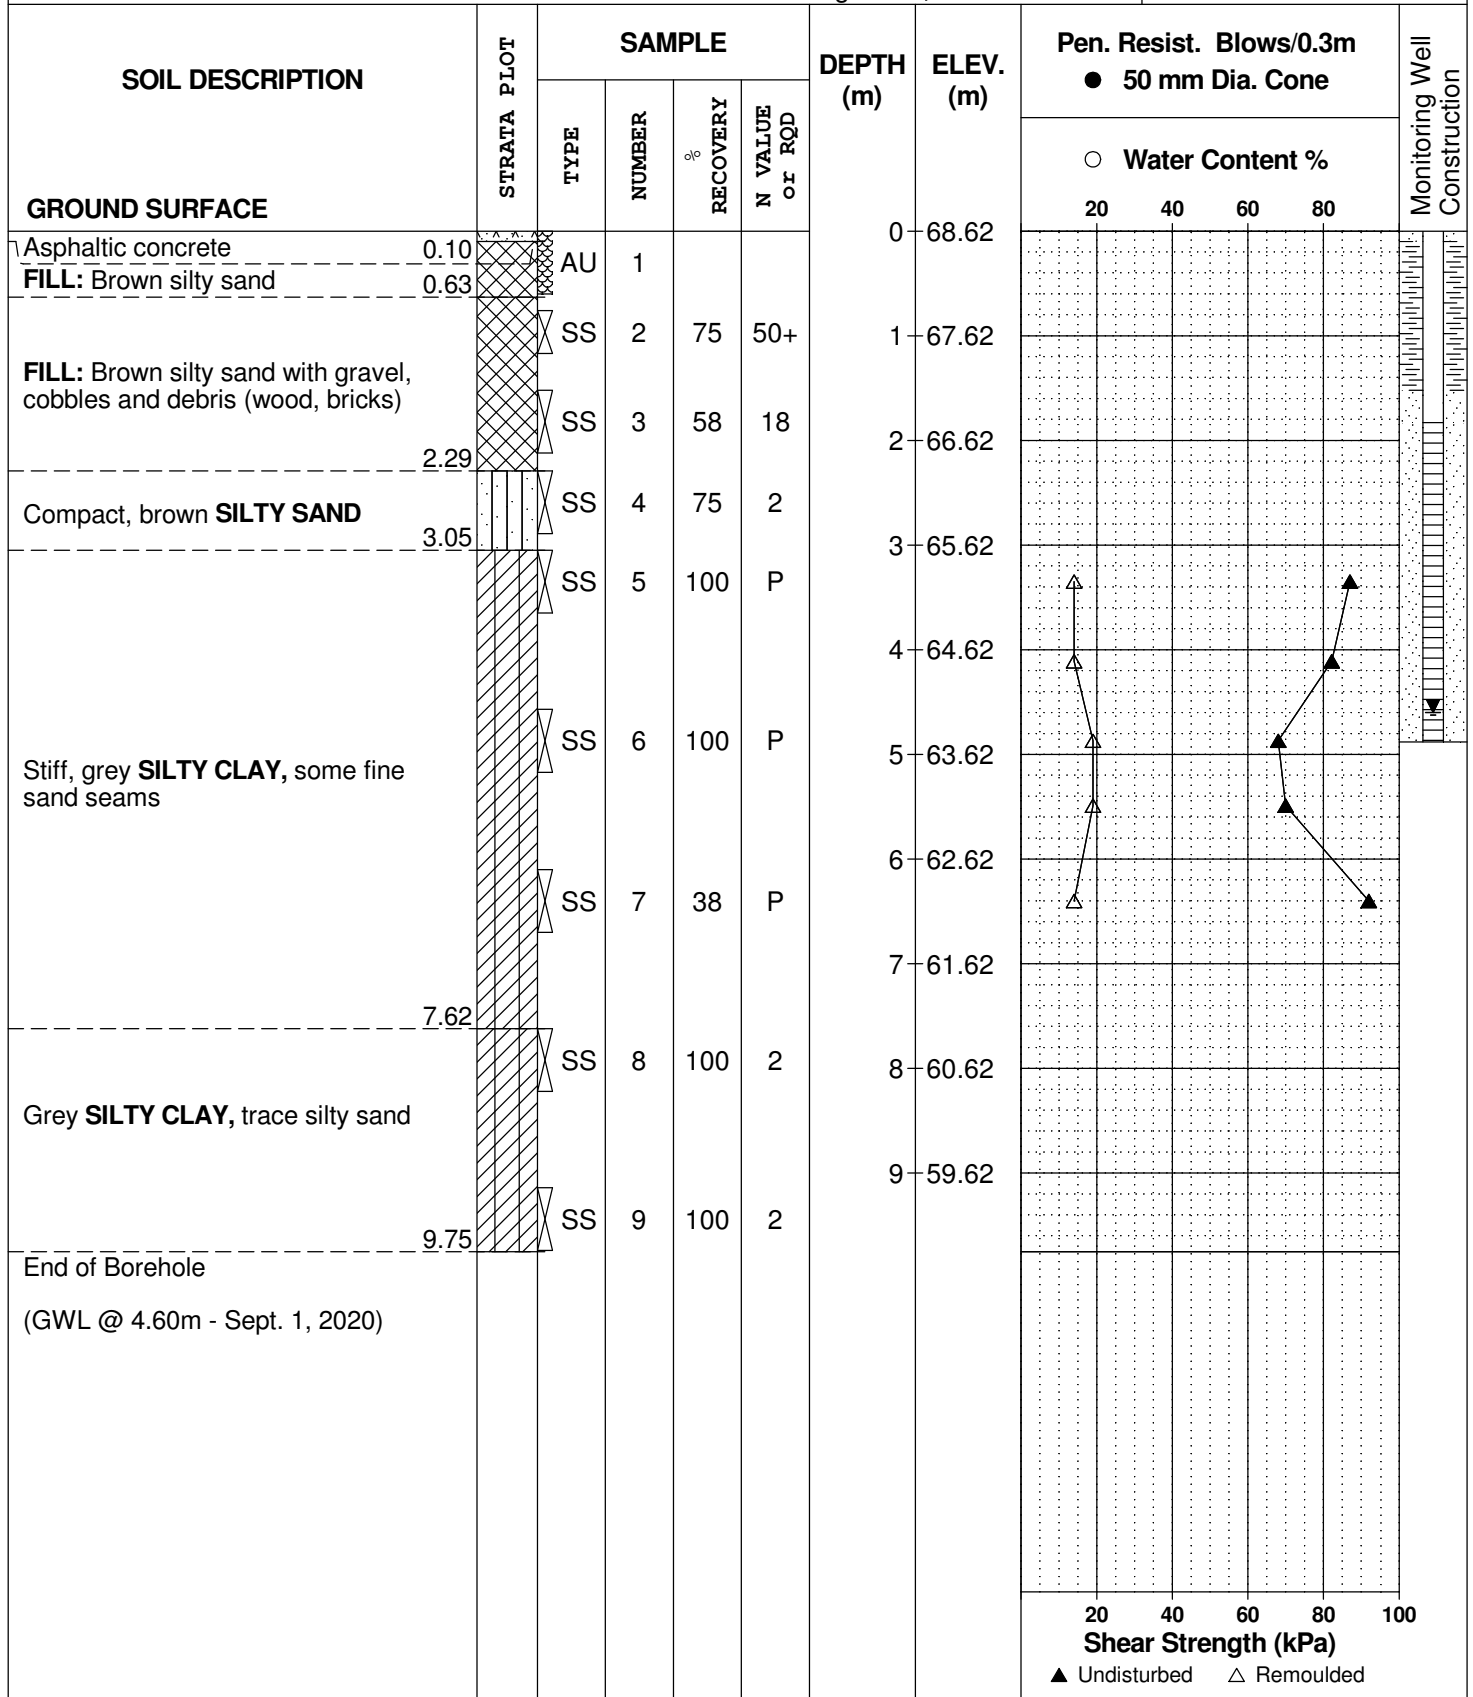 SOIL DESCRIPTION
GROUND SURFACE
STRATA PLOT
SAMPLE
TYPE
NUMBER
%
RECOVERY
N VALUE
or RQD
DEPTH
(m)
ELEV.
(m)
Pen. Resist. Blows/0.3m
● 50 mm Dia. Cone
○ Water Content %
20 40 60 80
Monitoring Well
Construction
0 68.62
Asphaltic concrete 0.10
FILL: Brown silty sand 0.63
AU 1
SS 2 75 50+
1 67.62
FILL: Brown silty sand with gravel,
cobbles and debris (wood, bricks)
2.29
SS 3 58 18
2 66.62
Compact, brown SILTY SAND
3.05
SS 4 75 2
3 65.62
SS 5 100 P
4 64.62
SS 6 100 P
5 63.62
Stiff, grey SILTY CLAY, some fine
sand seams
6 62.62
SS 7 38 P
7 61.62
7.62
SS 8 100 2
8 60.62
Grey SILTY CLAY, trace silty sand
9 59.62
SS 9 100 2
9.75
End of Borehole
(GWL @ 4.60m - Sept. 1, 2020)
20 40 60 80 100
Shear Strength (kPa)
▲ Undisturbed △ Remoulded